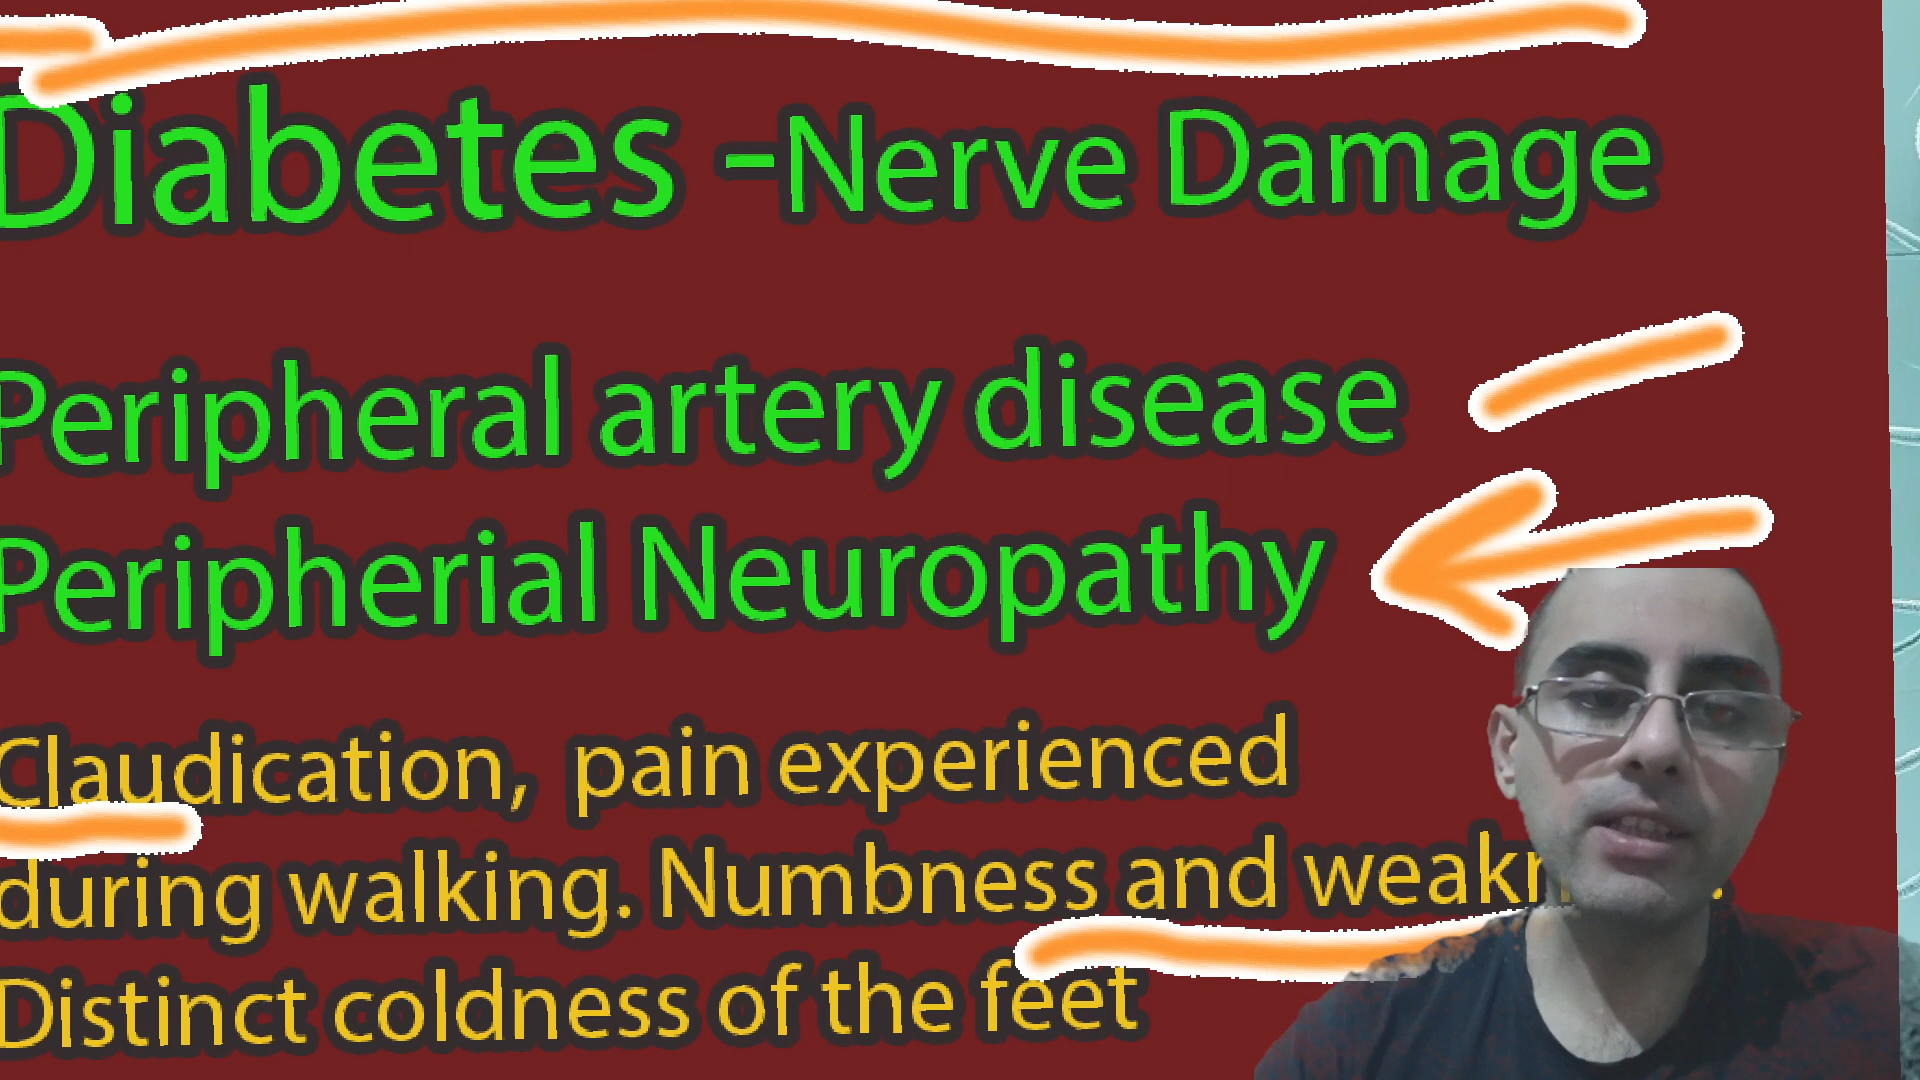 Diabetes -Nerve Damage
Peripheral artery disease
Peripherial Neuropathy
Claudication, pain experienced
during walking. Numbness and
Distinct coldness of the feet